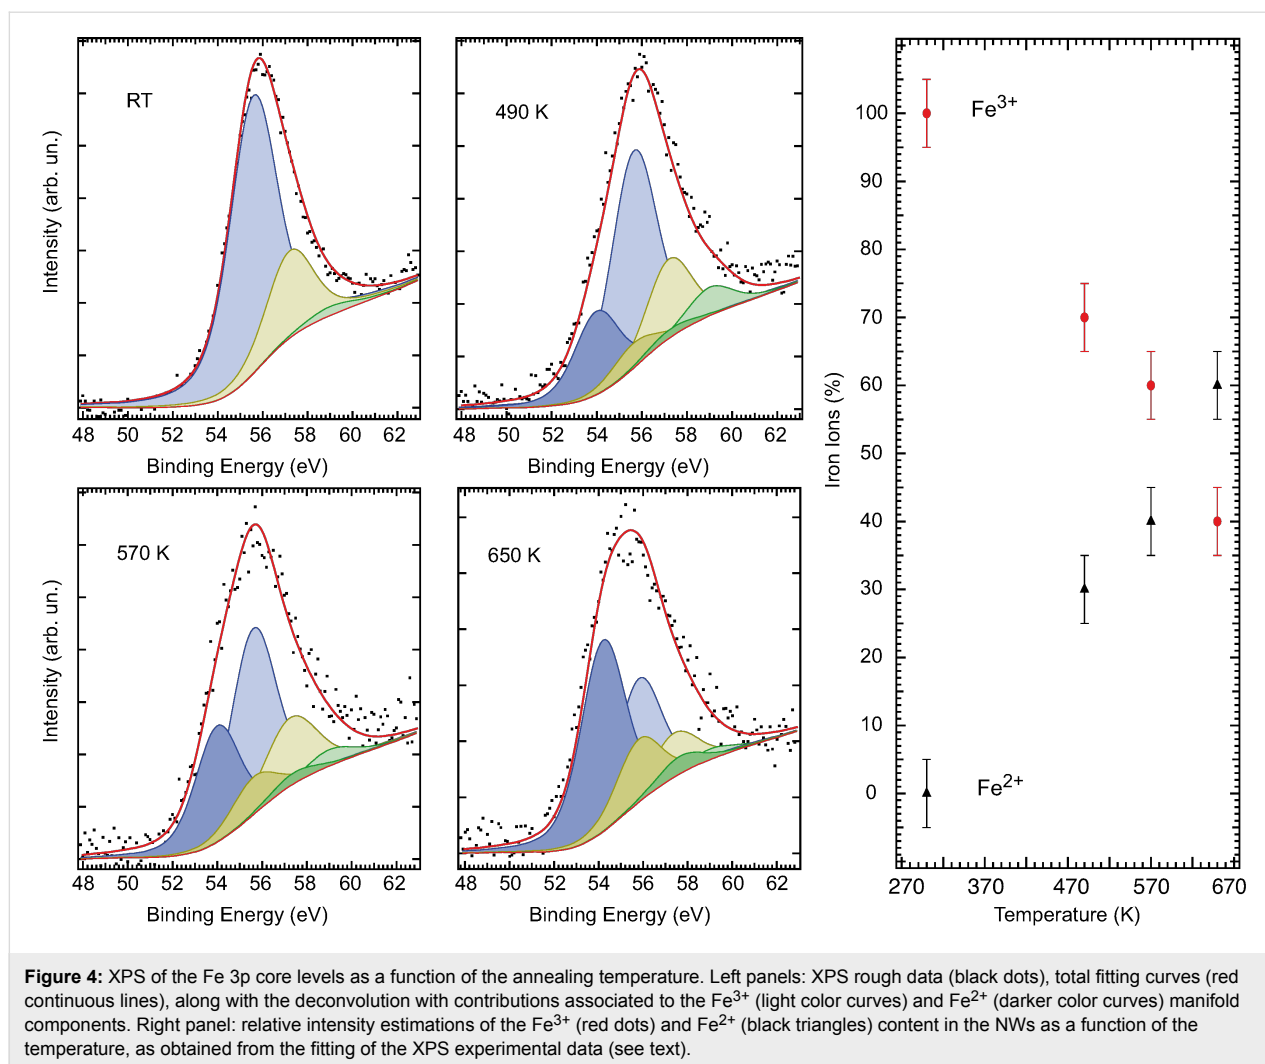 RT
Intensity (arb. un.)
48 50 52 54 56 58 60 62
Binding Energy (eV)
490 K
48 50 52 54 56 58 60 62
Binding Energy (eV)
570 K
Intensity (arb. un.)
48 50 52 54 56 58 60 62
Binding Energy (eV)
650 K
48 50 52 54 56 58 60 62
Binding Energy (eV)
Fe3+
Fe2+
Iron Ions (%)
100
90
80
70
60
50
40
30
20
10
0
270 370 470 570 670
Temperature (K)
Figure 4: XPS of the Fe 3p core levels as a function of the annealing temperature. Left panels: XPS rough data (black dots), total fitting curves (red
continuous lines), along with the deconvolution with contributions associated to the Fe3+ (light color curves) and Fe2+ (darker color curves) manifold
components. Right panel: relative intensity estimations of the Fe3+ (red dots) and Fe2+ (black triangles) content in the NWs as a function of the
temperature, as obtained from the fitting of the XPS experimental data (see text).